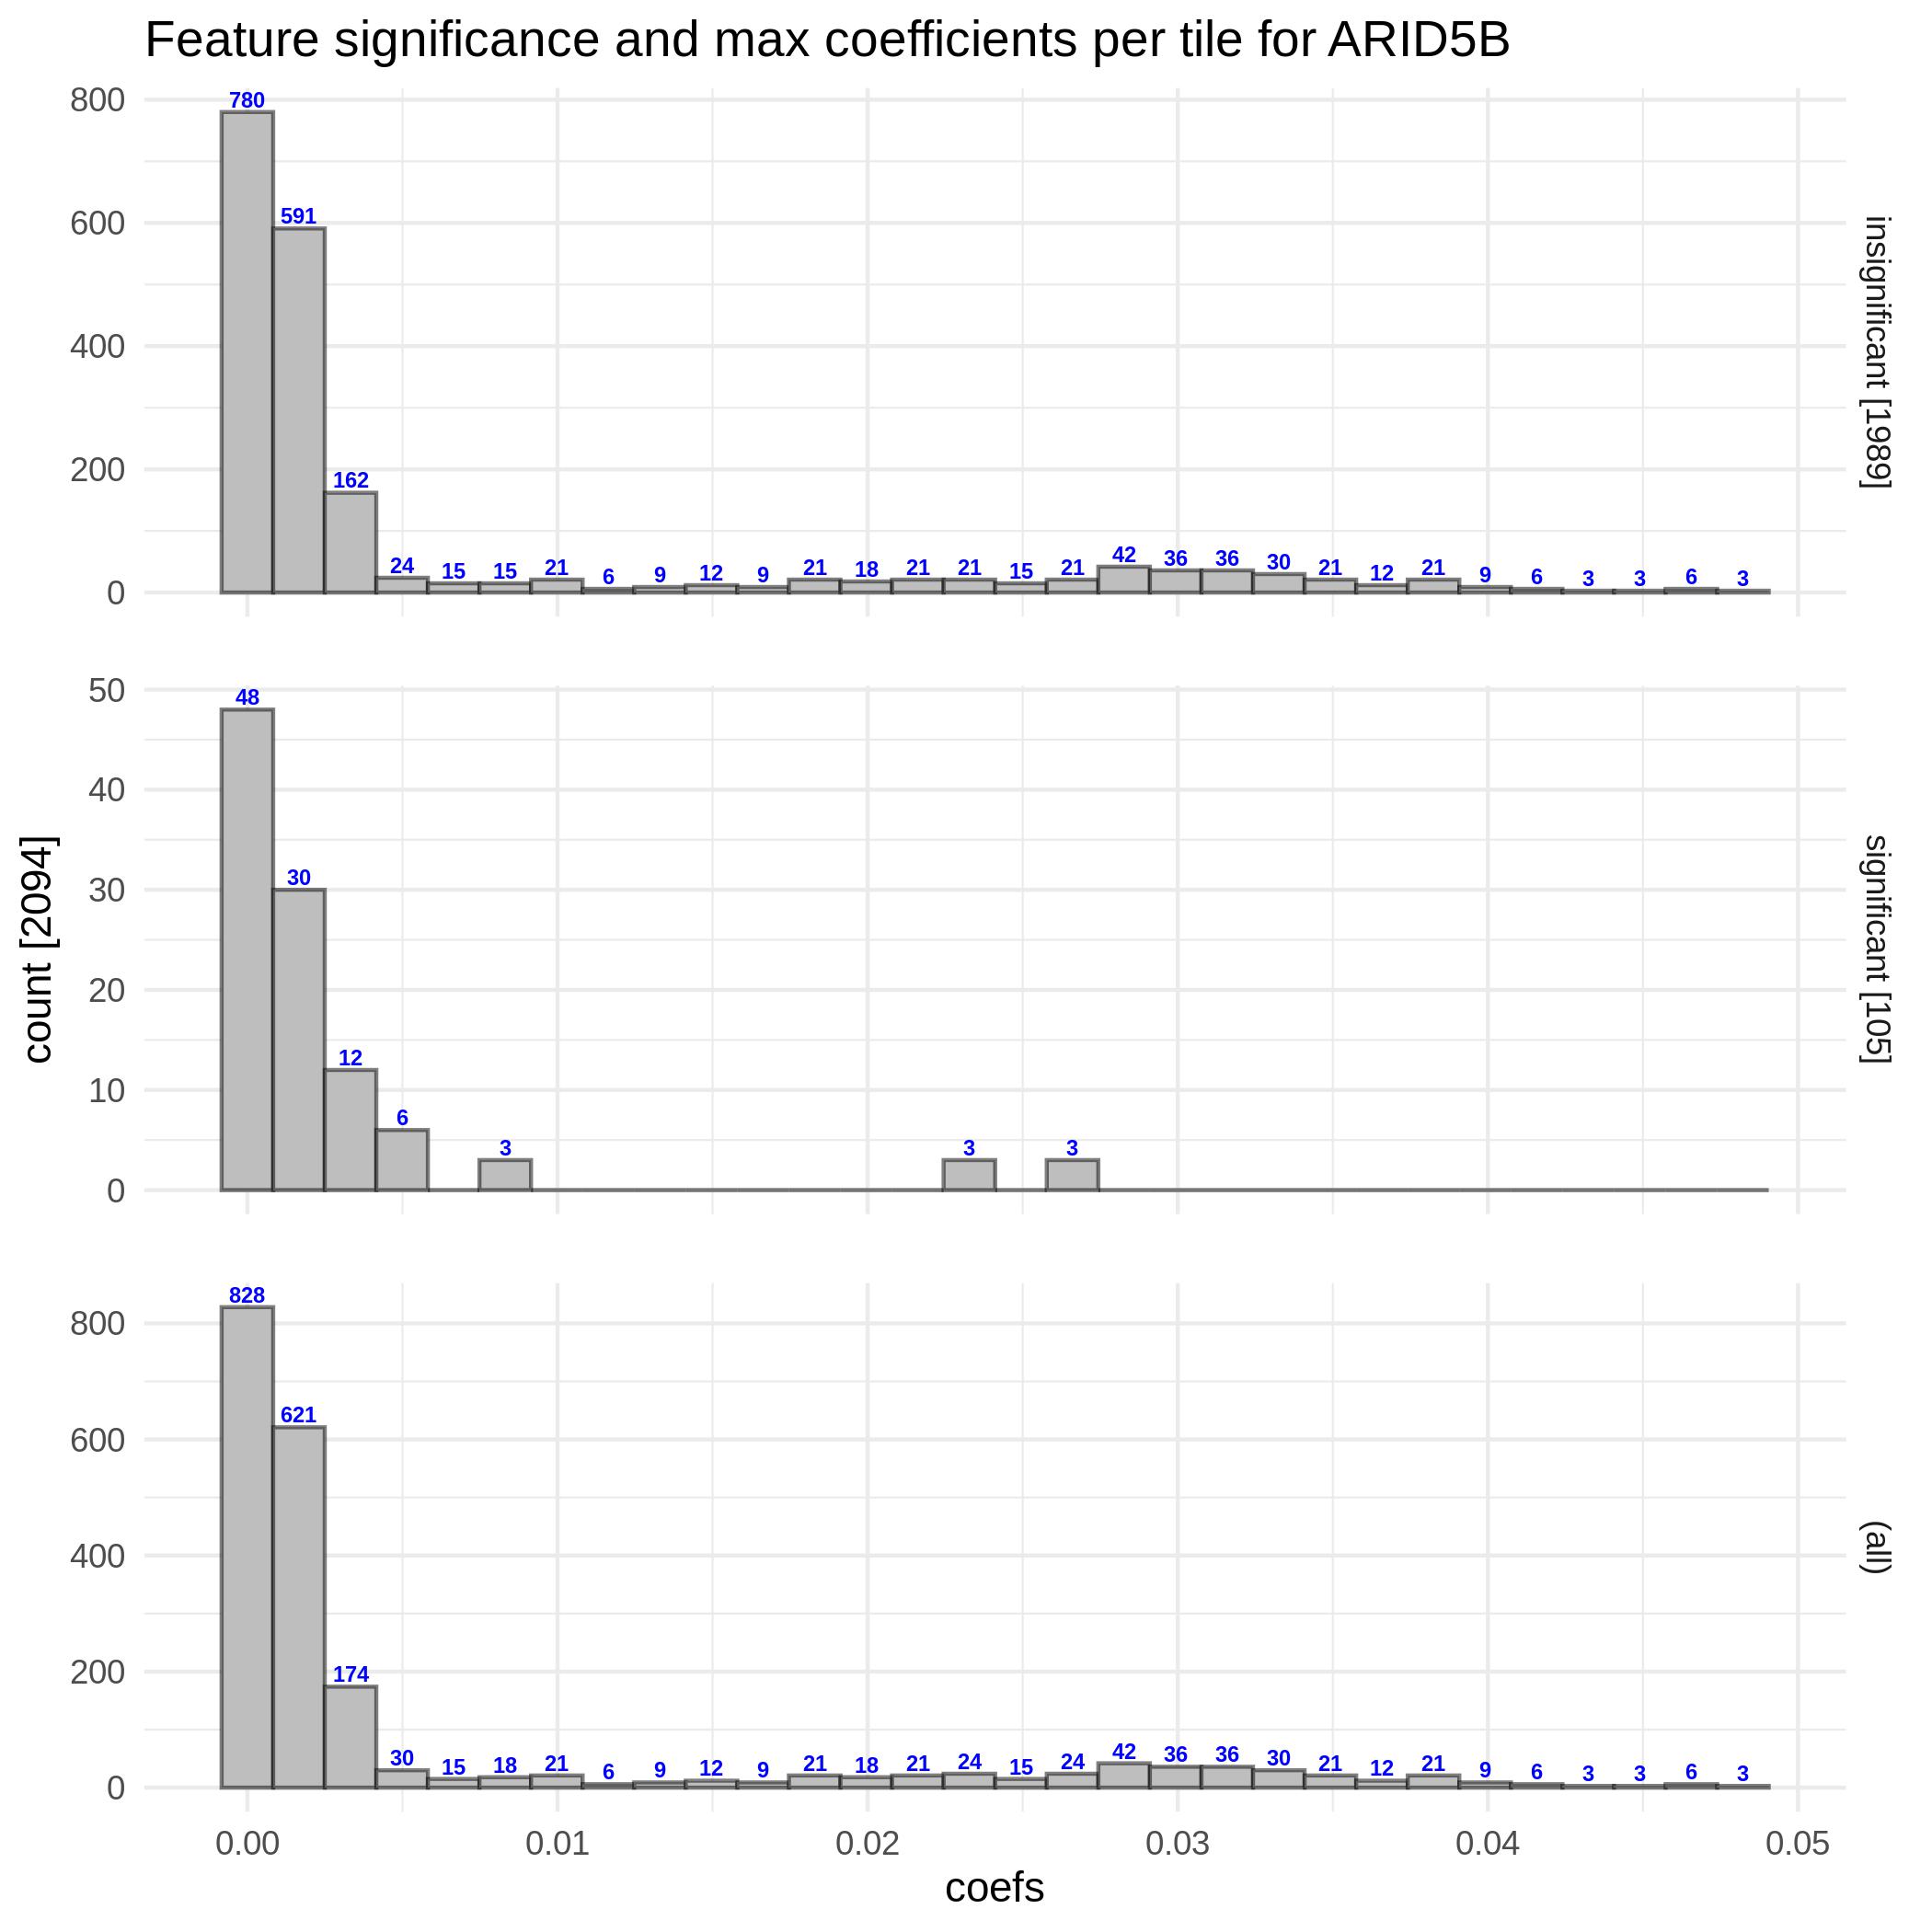 Feature significance and max coefficients per tile for ARID5B
count [2094]
800
600
400
200
0
780
591
162
24 15 15 21 6 9 12 9 21 18 21 21 15 21 42 36 36 30 21 12 21 9 6 3 3 6 3
insignificant [1989]
50
40
30
20
10
0
48
30
12
6
3 3 3
significant [105]
800
600
400
200
0
828
621
174
30 15 18 21 6 9 12 9 21 18 21 24 15 24 42 36 36 30 21 12 21 9 6 3 3 6 3
(all)
0.00 0.01 0.02 0.03 0.04 0.05
coefs